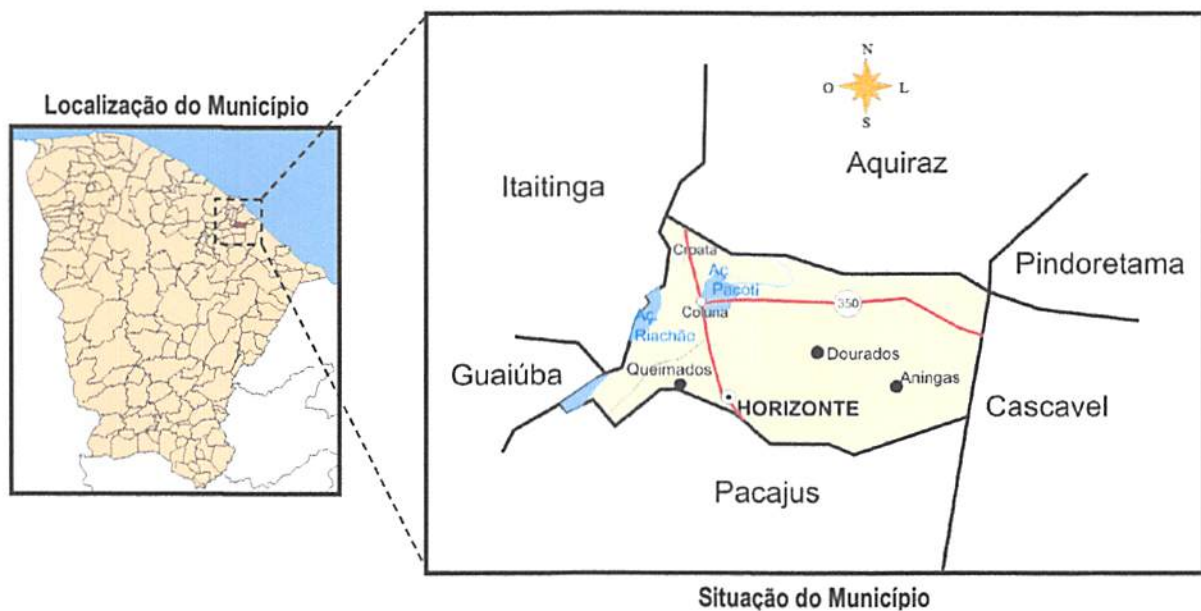 Localização do Município
N
O
L
S
Itaitinga
Aquiraz
Pindoretama
Croatá
Aç
Pacoti
350
Coluna
Aç
Riachão
Dourados
Guaiúba
Queimados
Aningas
HORIZONTE
Cascavel
Pacajus
Situação do Município